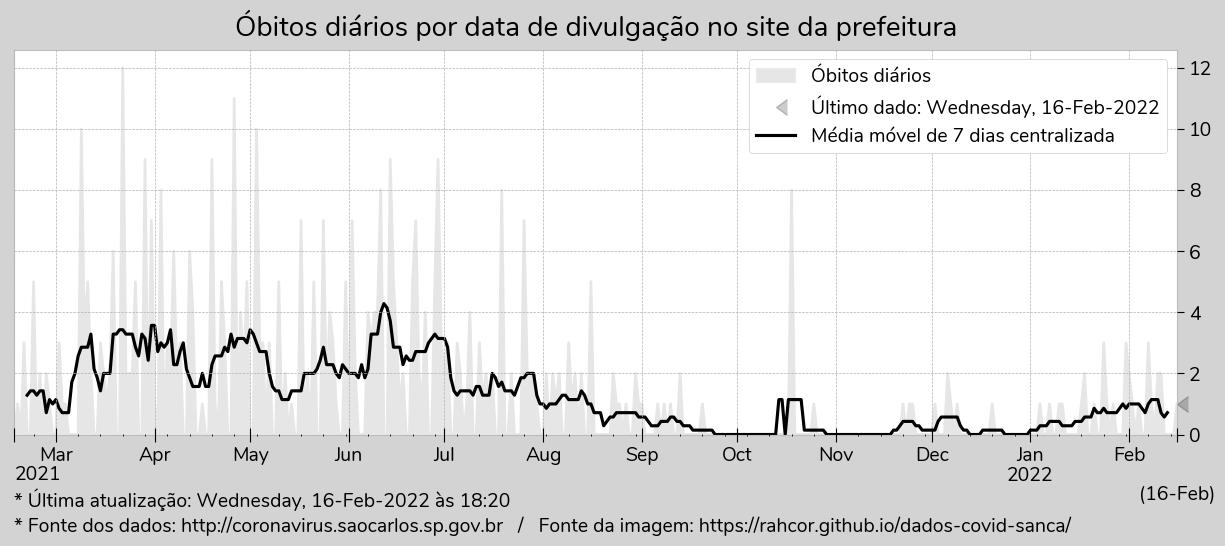 Óbitos diários por data de divulgação no site da prefeitura
Óbitos diários
Último dado: Wednesday, 16-Feb-2022
Média móvel de 7 dias centralizada
12
10
8
6
4
2
0
Mar Apr May Jun Jul Aug Sep Oct Nov Dec Jan Feb
2021 2022
(16-Feb)
* Última atualização: Wednesday, 16-Feb-2022 às 18:20
* Fonte dos dados: http://coronavirus.saocarlos.sp.gov.br / Fonte da imagem: https://rahcor.github.io/dados-covid-sanca/